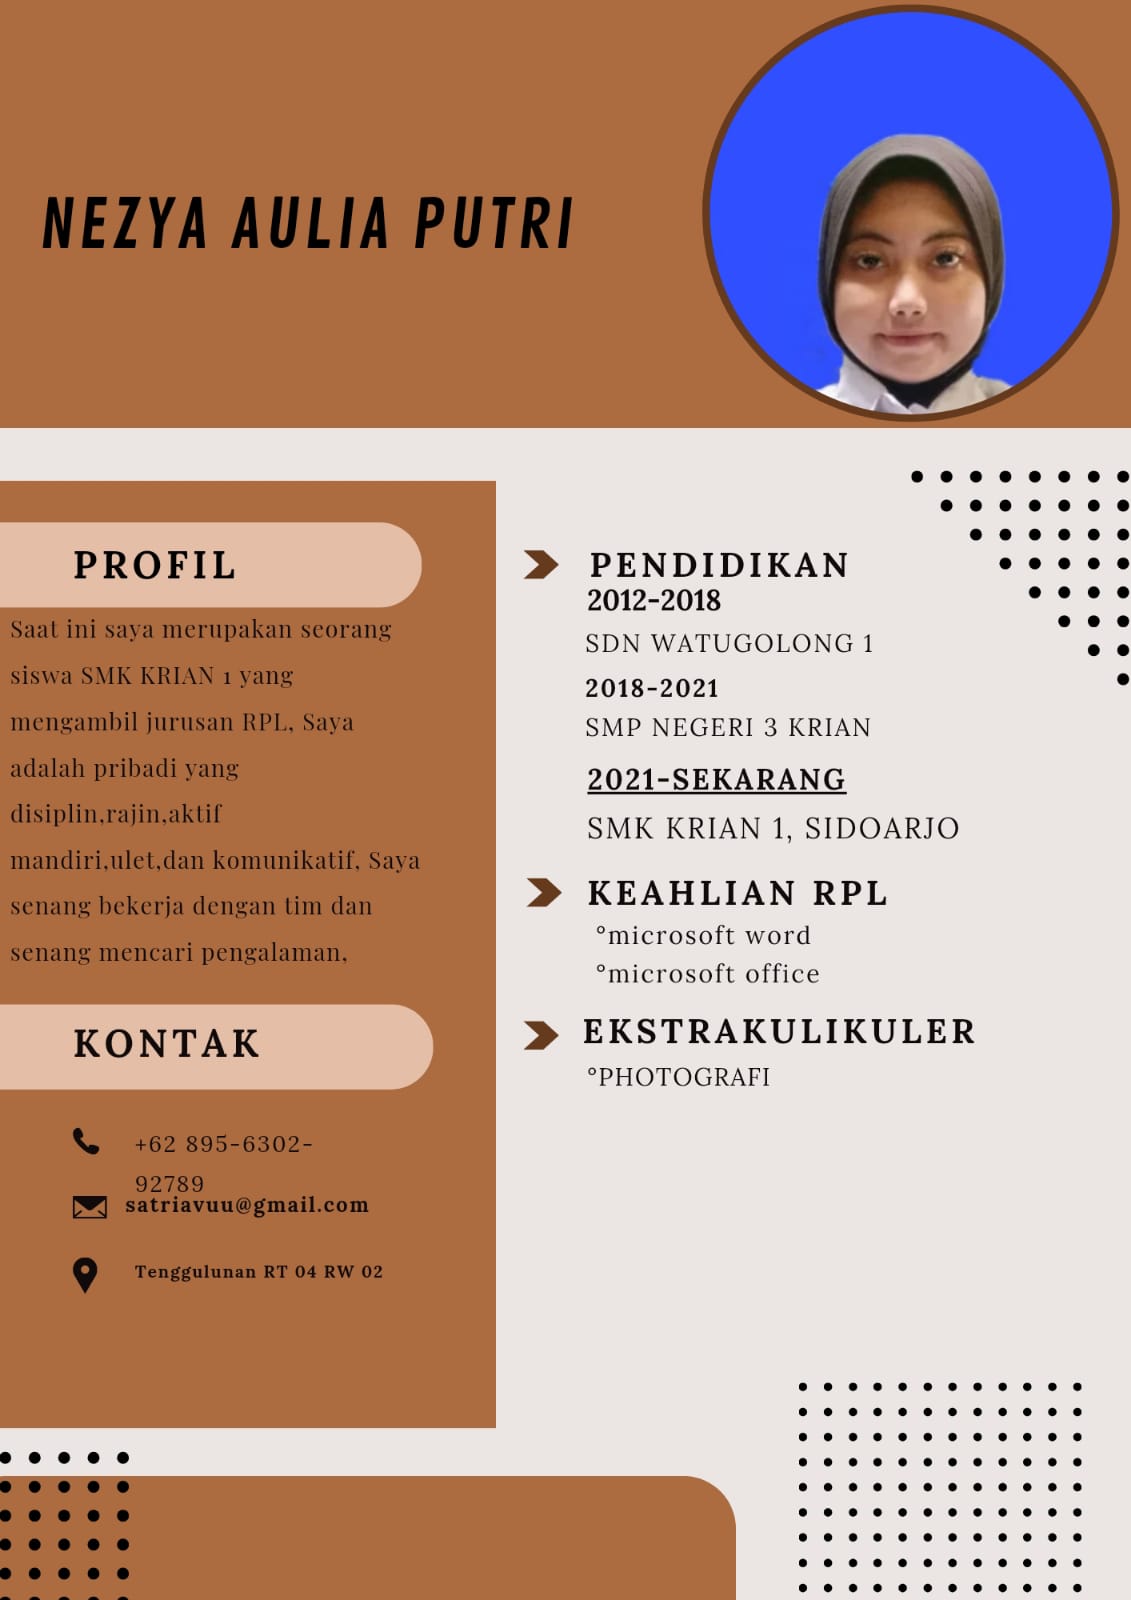 NEZYA AULIA PUTRI
PROFIL
Saat ini saya merupakan seorang
siswa SMK KRIAN 1 yang
mengambil jurusan RPL, Saya
adalah pribadi yang
disiplin,rajin,aktif
mandiri,ulet,dan komunikatif, Saya
senang bekerja dengan tim dan
senang mencari pengalaman,
KONTAK
+62 895-6302-
92789
satriavuu@gmail.com
Tenggulunan RT 04 RW 02
PENDIDIKAN
2012-2018
SDN WATUGOLONG 1
2018-2021
SMP NEGERI 3 KRIAN
2021-SEKARANG
SMK KRIAN 1, SIDOARJO
KEAHLIAN RPL
°microsoft word
°microsoft office
EKSTRAKULIKULER
°PHOTOGRAFI